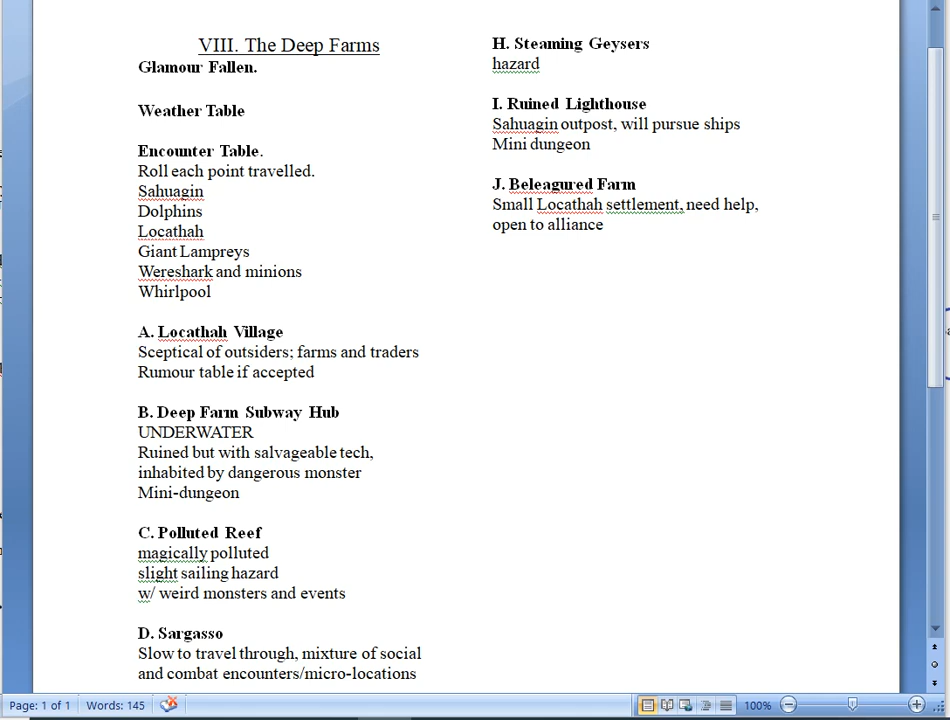 VIII. The Deep Farms
Glamour Fallen.
Weather Table
Encounter Table.
Roll each point travelled.
Sahuagin
Dolphins
Locathah
Giant Lampreys
Wereshark and minions
Whirlpool
A. Locathah Village
Sceptical of outsiders; farms and traders
Rumour table if accepted
B. Deep Farm Subway Hub
UNDERWATER
Ruined but with salvageable tech,
inhabited by dangerous monster
Mini-dungeon
C. Polluted Reef
magically polluted
slight sailing hazard
w/ weird monsters and events
D. Sargasso
Slow to travel through, mixture of social
and combat encounters/micro-locations
H. Steaming Geysers
hazard
I. Ruined Lighthouse
Sahuagin outpost, will pursue ships
Mini dungeon
J. Beleagured Farm
Small Locathah settlement, need help,
open to alliance
Page: 1 of 1 Words: 145 100%